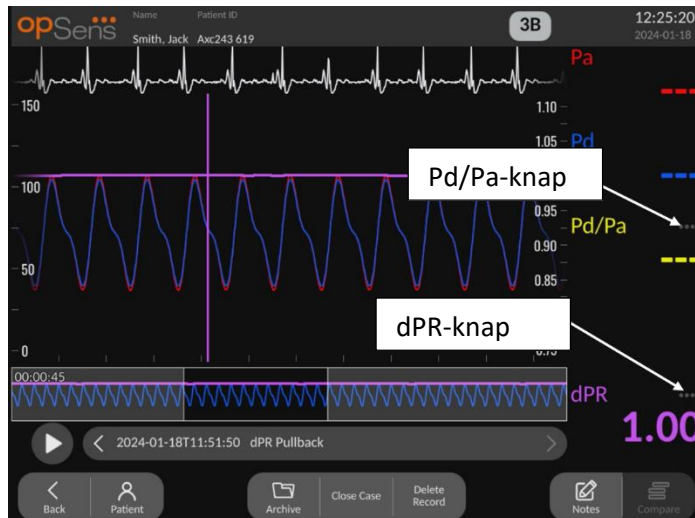 opSens
Name Patient ID
Smith, Jack Axc243 619
3B
12:25:20
2024-01-18
Pa
150
1.10
1.05
Pd
Pd/Pa-knap
100
0.95
Pd/Pa
0.90
50
0.85
dPR-knap
0
0.75
00:00:45
dPR
1.00
2024-01-18T11:51:50 dPR Pullback
Back
Patient
Archive
Close Case
Delete
Record
Notes
Compare